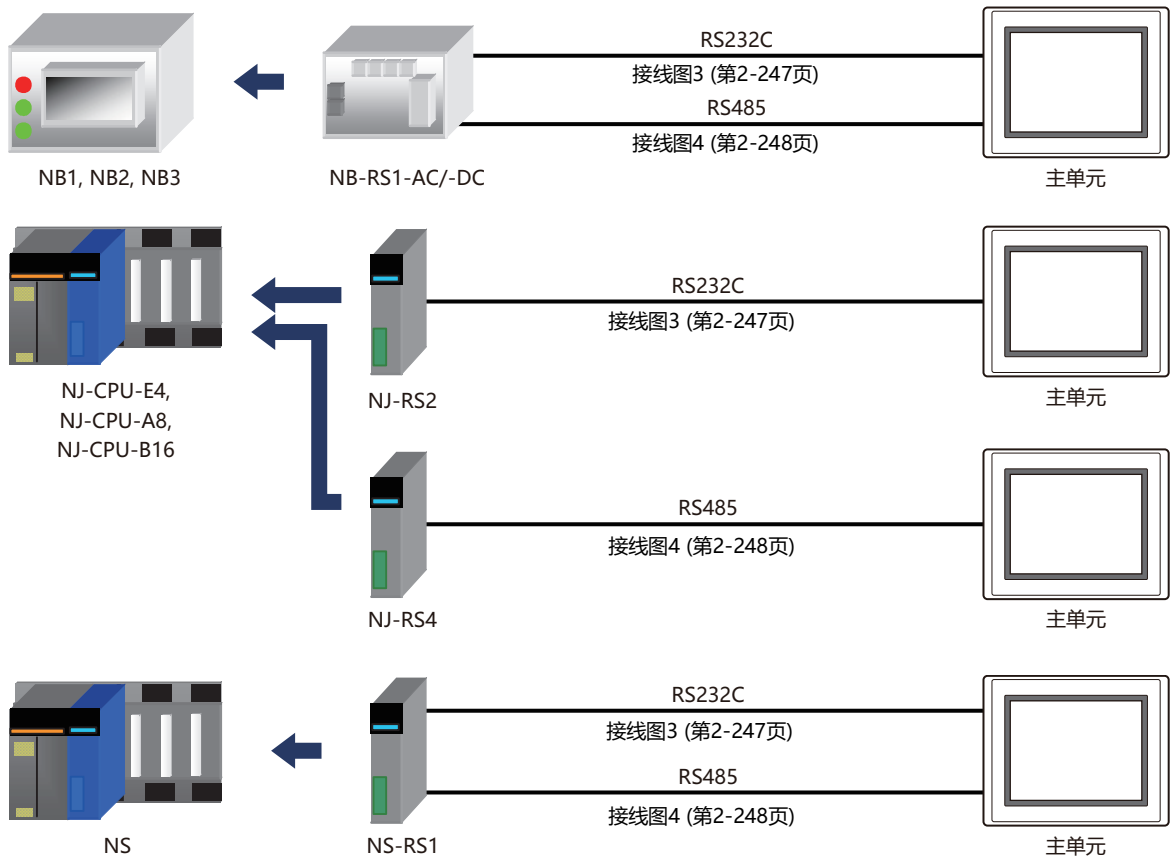 RS232C
接线图3 (第2-247页)
RS485
接线图4 (第2-248页)
NB1, NB2, NB3
NB-RS1-AC/-DC
主单元
RS232C
接线图3 (第2-247页)
NJ-CPU-E4,
NJ-CPU-A8,
NJ-CPU-B16
NJ-RS2
主单元
RS485
接线图4 (第2-248页)
NJ-RS4
主单元
RS232C
接线图3 (第2-247页)
RS485
接线图4 (第2-248页)
NS
NS-RS1
主单元